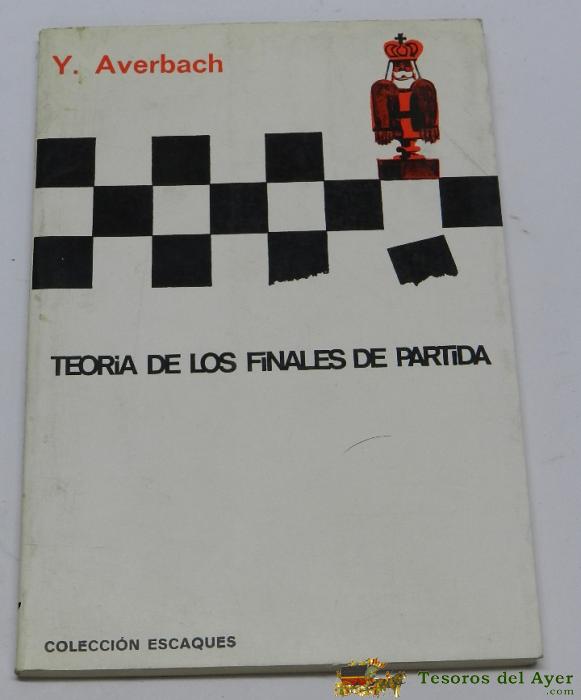 Y. Averbach
TEORiA DE LOS FiNALES DE PARTiDA
COLECCIÓN ESCAQUES
Tesoros del Ayer
.com